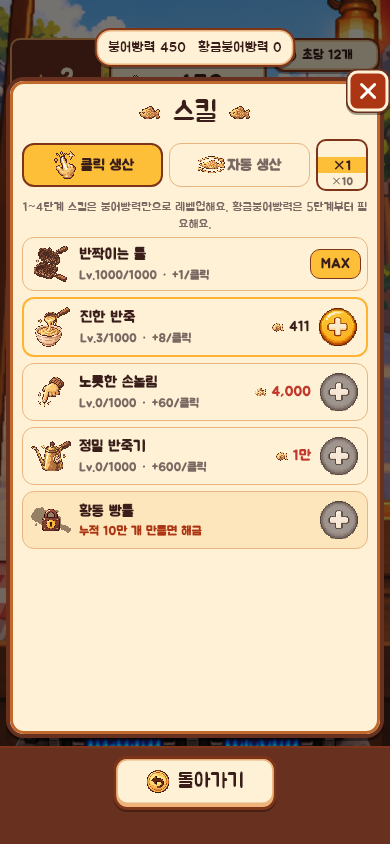 붕어빵력 450 황금붕어빵력 0
초당 12개
스킬
클릭 생산
자동 생산
×1
×10
1~4단계 스킬은 붕어빵력만으로 레벨업해요. 황금붕어빵력은 5단계부터 필
요해요.
반짝이는 틀
Lv.1000/1000 · +1/클릭
MAX
진한 반죽
Lv.3/1000 · +8/클릭
411
노릇한 손놀림
Lv.0/1000 · +60/클릭
4,000
정밀 반죽기
Lv.0/1000 · +600/클릭
1만
황동 빵틀
누적 10만 개 만들면 해금
돌아가기